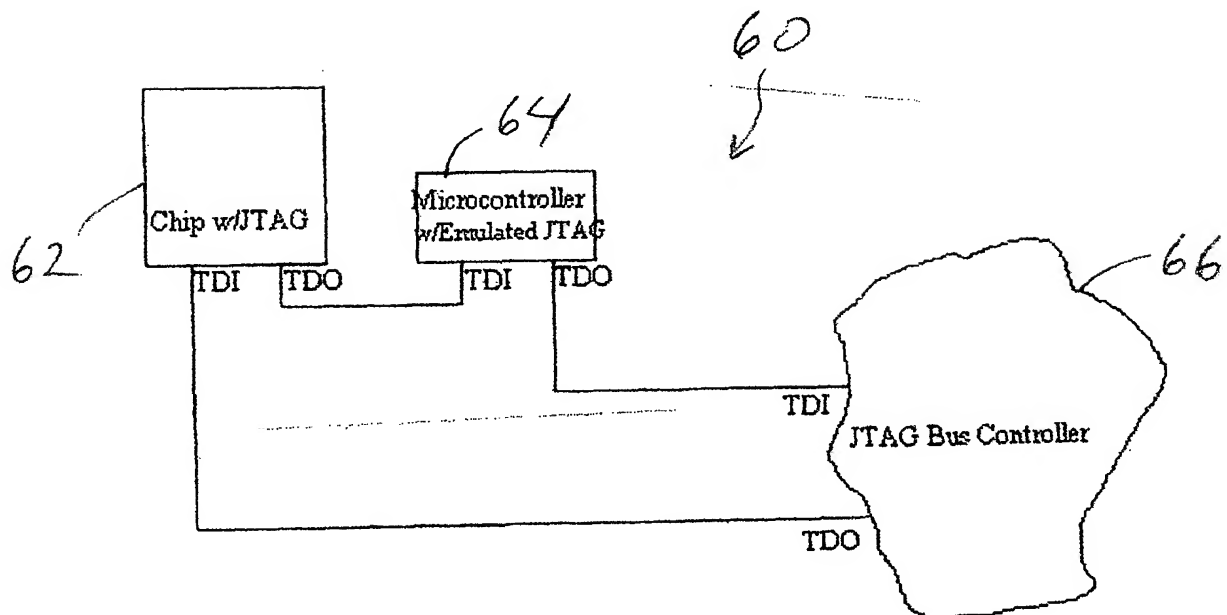 60
64
Microcontroller
w/Emulated JTAG
Chip w/JTAG
62
TDI
TDO
TDI
TDO
66
TDI
JTAG Bus Controller
TDO